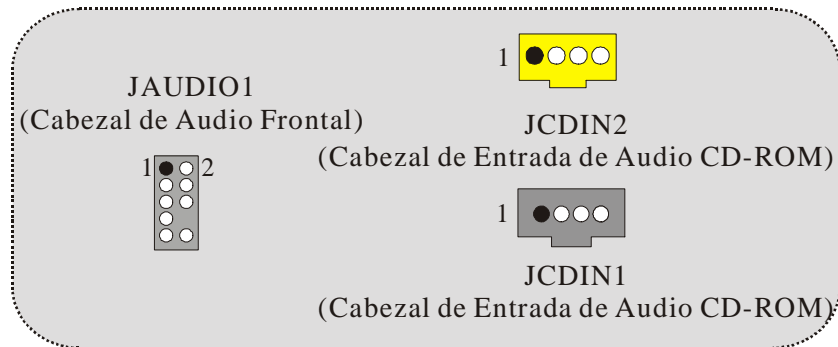 JAUDIO1
(Cabezal de Audio Frontal)
1 2
1
JCDIN2
(Cabezal de Entrada de Audio CD-ROM)
1
JCDIN1
(Cabezal de Entrada de Audio CD-ROM)